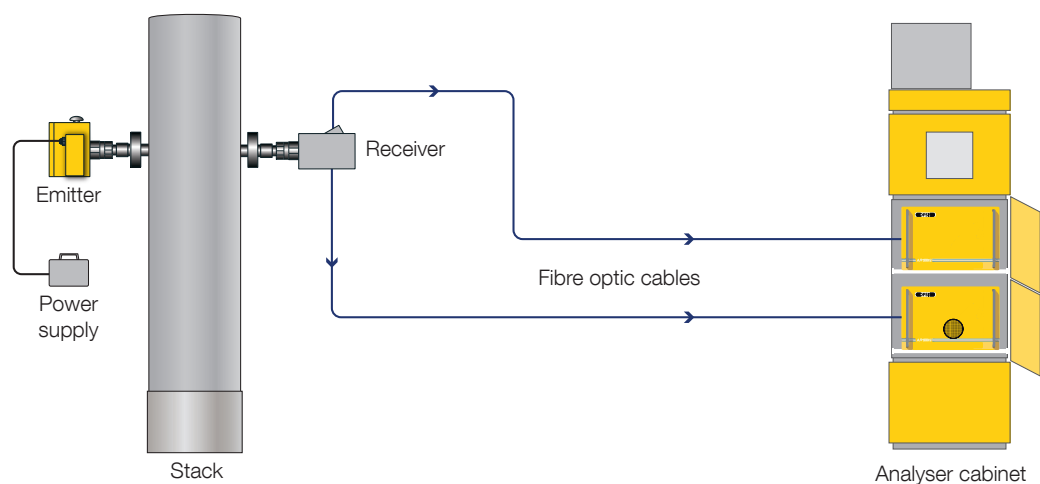 Emitter
Receiver
Power
supply
Fibre optic cables
Stack
Analyser cabinet